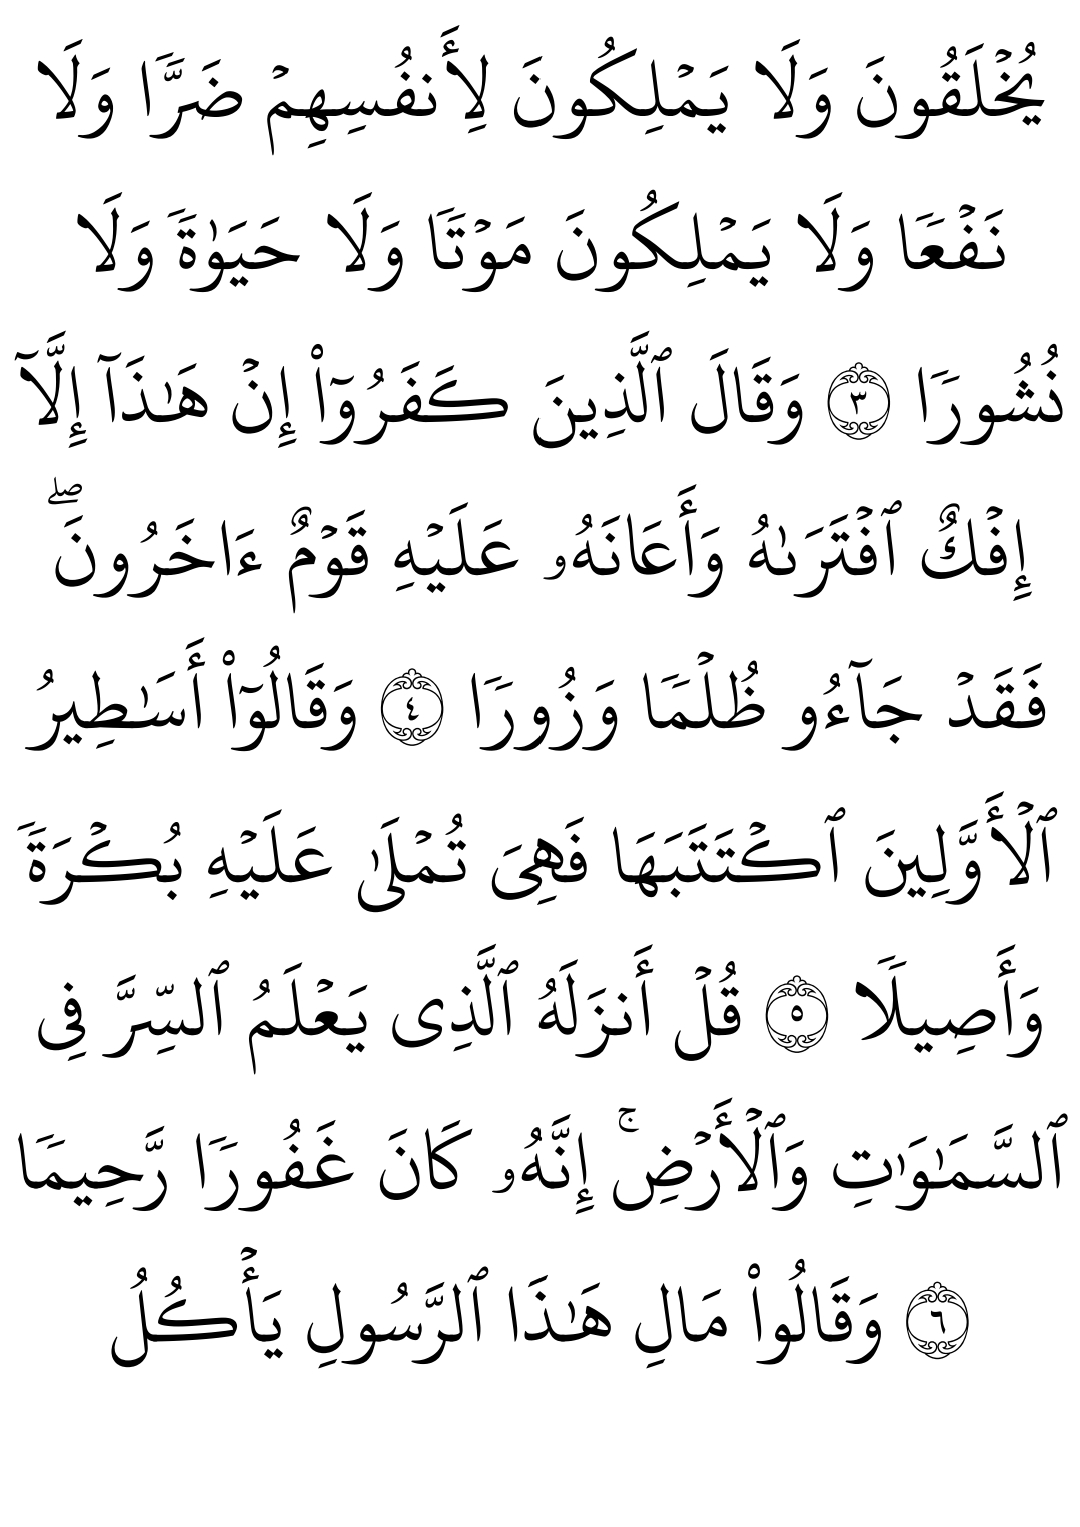 يُخۡلَقُونَ وَلَا يَمۡلِكُونَ لِأَنفُسِهِمۡ ضَرّٗا وَلَا
نَفۡعٗا وَلَا يَمۡلِكُونَ مَوۡتٗا وَلَا حَيَوٰةٗ وَلَا
نُشُورٗا ٣ وَقَالَ ٱلَّذِينَ كَفَرُوٓاْ إِنۡ هَٰذَآ إِلَّآ
إِفۡكٌ ٱفۡتَرَىٰهُ وَأَعَانَهُۥ عَلَيۡهِ قَوۡمٌ ءَاخَرُونَۖ
فَقَدۡ جَآءُو ظُلۡمٗا وَزُورٗا ٤ وَقَالُوٓاْ أَسَٰطِيرُ
ٱلۡأَوَّلِينَ ٱكۡتَتَبَهَا فَهِيَ تُمۡلَىٰ عَلَيۡهِ بُكۡرَةٗ
وَأَصِيلٗا ٥ قُلۡ أَنزَلَهُ ٱلَّذِي يَعۡلَمُ ٱلسِّرَّ فِي
ٱلسَّمَٰوَٰتِ وَٱلۡأَرۡضِۚ إِنَّهُۥ كَانَ غَفُورٗا رَّحِيمٗا
٦ وَقَالُواْ مَالِ هَٰذَا ٱلرَّسُولِ يَأۡكُلُ